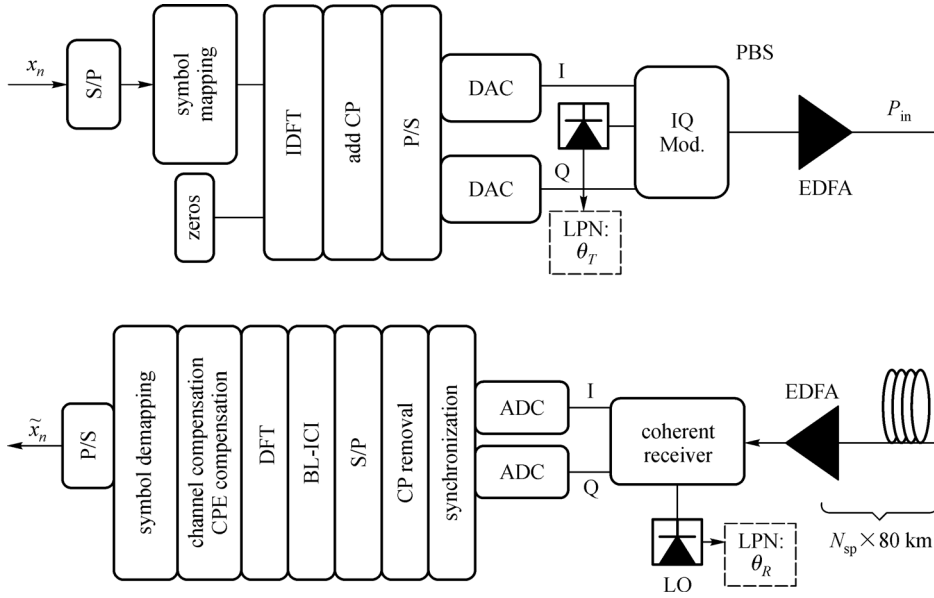 x_n
S/P
symbol
mapping
zeros
IDFT
add CP
P/S
DAC
DAC
I
Q
LPN:
θ_T
IQ
Mod.
PBS
EDFA
P_in
x̃_n
P/S
symbol demapping
channel compensation
CPE compensation
DFT
BL-ICI
S/P
CP removal
synchronization
ADC
ADC
I
Q
coherent
receiver
LO
LPN:
θ_R
EDFA
N_sp × 80 km